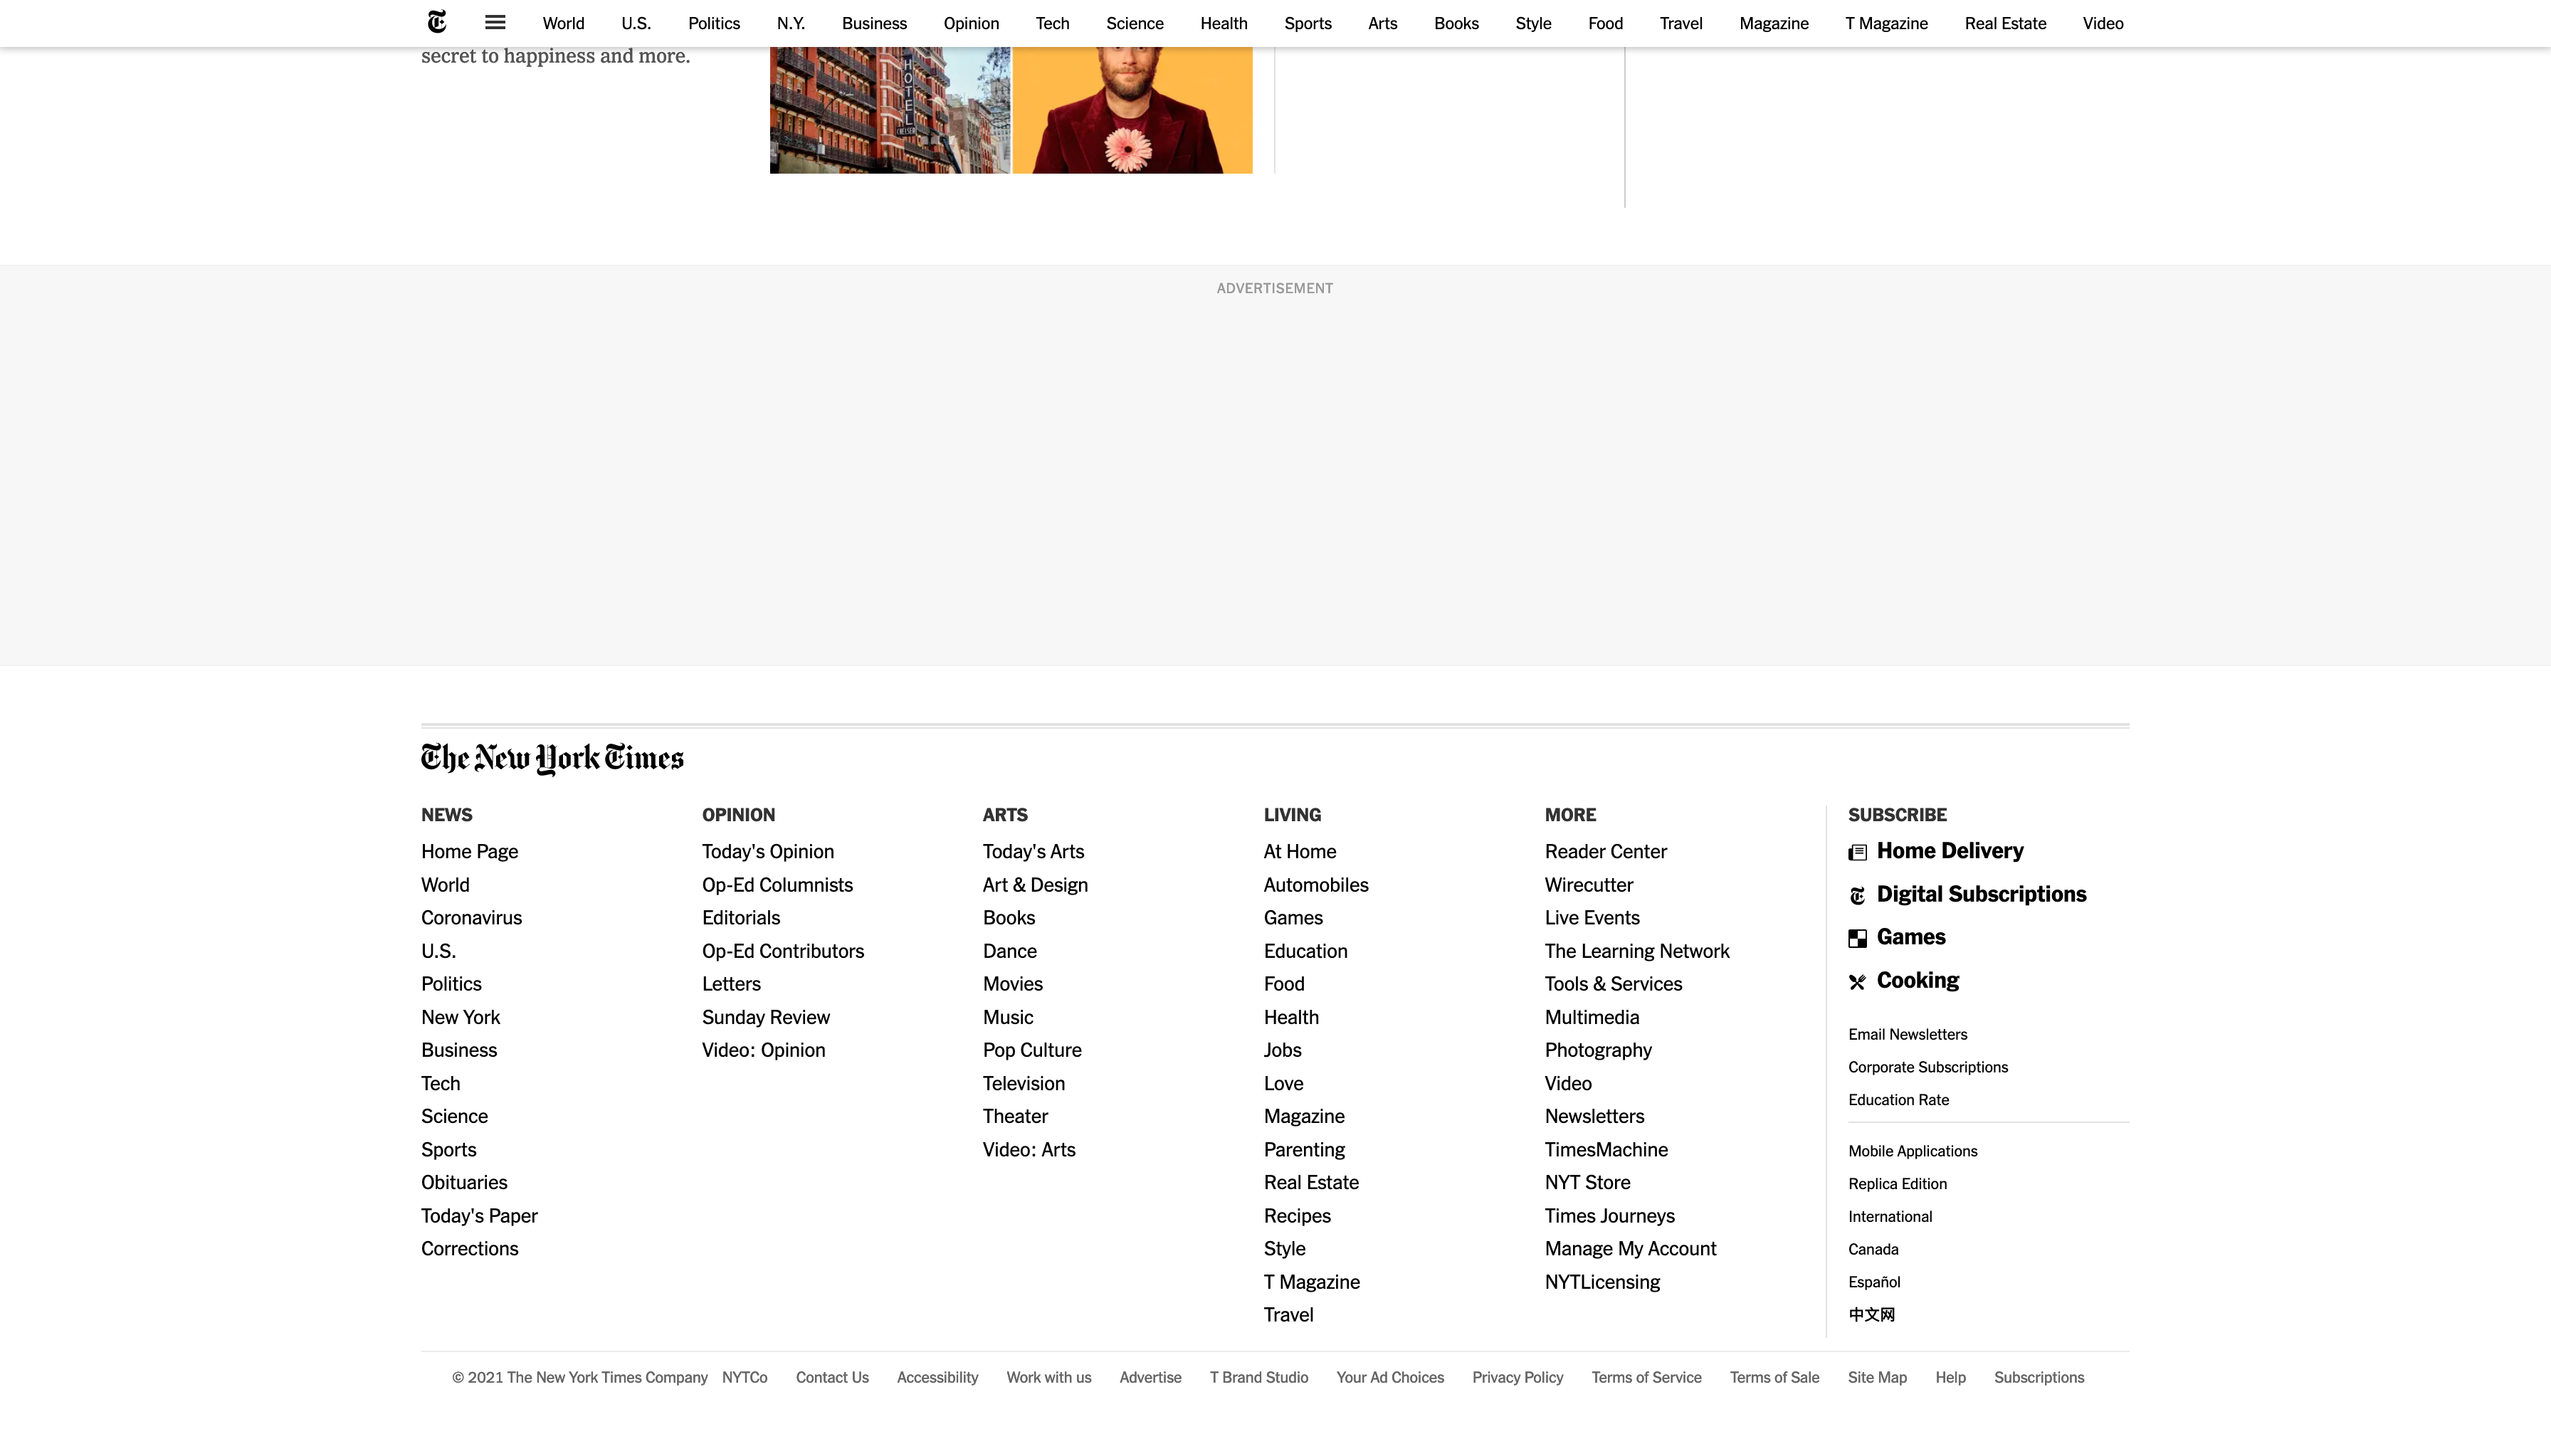 World U.S. Politics N.Y. Business Opinion Tech Science Health Sports Arts Books Style Food Travel Magazine T Magazine Real Estate Video
secret to happiness and more.
HOTEL
CHELSEA
ADVERTISEMENT
The New York Times
NEWS
Home Page
World
Coronavirus
U.S.
Politics
New York
Business
Tech
Science
Sports
Obituaries
Today's Paper
Corrections
OPINION
Today's Opinion
Op-Ed Columnists
Editorials
Op-Ed Contributors
Letters
Sunday Review
Video: Opinion
ARTS
Today's Arts
Art & Design
Books
Dance
Movies
Music
Pop Culture
Television
Theater
Video: Arts
LIVING
At Home
Automobiles
Games
Education
Food
Health
Jobs
Love
Magazine
Parenting
Real Estate
Recipes
Style
T Magazine
Travel
MORE
Reader Center
Wirecutter
Live Events
The Learning Network
Tools & Services
Multimedia
Photography
Video
Newsletters
TimesMachine
NYT Store
Times Journeys
Manage My Account
NYTLicensing
SUBSCRIBE
Home Delivery
Digital Subscriptions
Games
Cooking
Email Newsletters
Corporate Subscriptions
Education Rate
Mobile Applications
Replica Edition
International
Canada
Español
中文网
© 2021 The New York Times Company NYTCo Contact Us Accessibility Work with us Advertise T Brand Studio Your Ad Choices Privacy Policy Terms of Service Terms of Sale Site Map Help Subscriptions